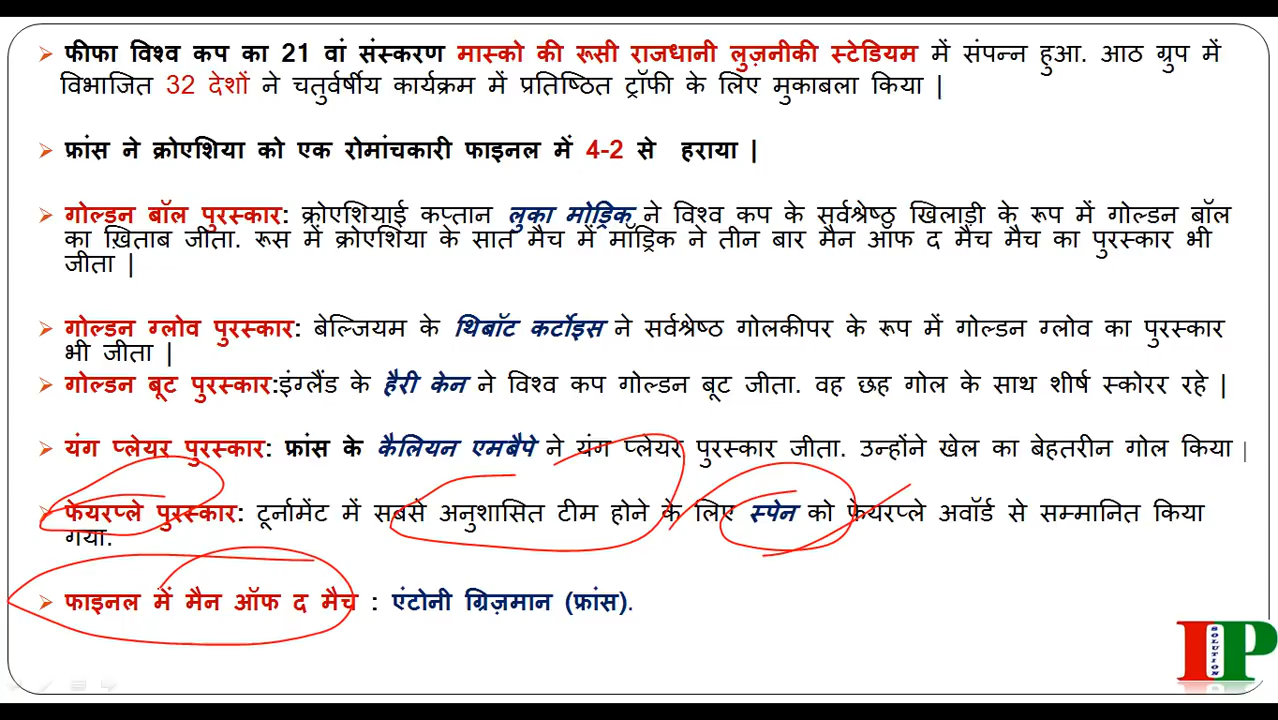 ➢ फीफा विश्व कप का 21 वां संस्करण मास्को की रूसी राजधानी लुज़नीकी स्टेडियम में संपन्न हुआ. आठ ग्रुप में
विभाजित 32 देशों ने चतुर्वर्षीय कार्यक्रम में प्रतिष्ठित ट्रॉफी के लिए मुकाबला किया |
➢ फ्रांस ने क्रोएशिया को एक रोमांचकारी फाइनल में 4-2 से हराया |
➢ गोल्डन बॉल पुरस्कार: क्रोएशियाई कप्तान लुका मोड्रिक ने विश्व कप के सर्वश्रेष्ठ खिलाड़ी के रूप में गोल्डन बॉल
का ख़िताब जीता. रूस में क्रोएशिया के सात मैच में मॉड्रिक ने तीन बार मैन ऑफ द मैच मैच का पुरस्कार भी
जीता |
➢ गोल्डन ग्लोव पुरस्कार: बेल्जियम के थिबॉट कर्टोइस ने सर्वश्रेष्ठ गोलकीपर के रूप में गोल्डन ग्लोव का पुरस्कार
भी जीता |
➢ गोल्डन बूट पुरस्कार:इंग्लैंड के हैरी केन ने विश्व कप गोल्डन बूट जीता. वह छह गोल के साथ शीर्ष स्कोरर रहे |
➢ यंग प्लेयर पुरस्कार: फ्रांस के कैलियन एमबैपे ने यंग प्लेयर पुरस्कार जीता. उन्होंने खेल का बेहतरीन गोल किया |
➢ फेयरप्ले पुरस्कार: टूर्नामेंट में सबसे अनुशासित टीम होने के लिए स्पेन को फेयरप्ले अवॉर्ड से सम्मानित किया
गया.
➢ फाइनल में मैन ऑफ द मैच : एंटोनी ग्रिज़मान (फ्रांस).
IP
SOLUTION